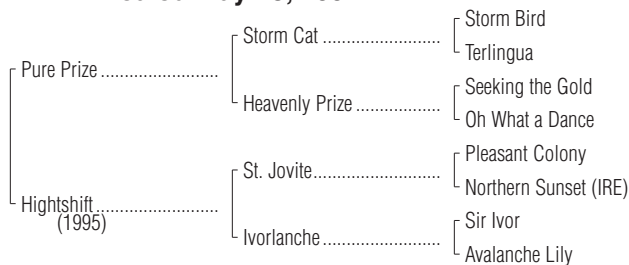 Storm Bird
Storm Cat
Terlingua
Pure Prize
Seeking the Gold
Heavenly Prize
Oh What a Dance
Pleasant Colony
St. Jovite
Northern Sunset (IRE)
Hightshift
(1995)
Sir Ivor
Ivorlanche
Avalanche Lily